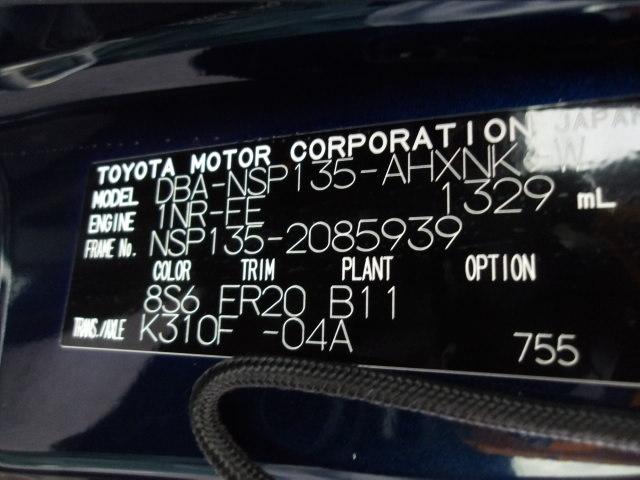 TOYOTA MOTOR CORPORATION JAPAN
MODEL DBA-NSP135-AHXNK
ENGINE 1NR-FE 1329 mL
FRAME No. NSP135-2085939
COLOR TRIM PLANT OPTION
8S6 ER20 B11
TRANS./AXLE K310F -04A
755